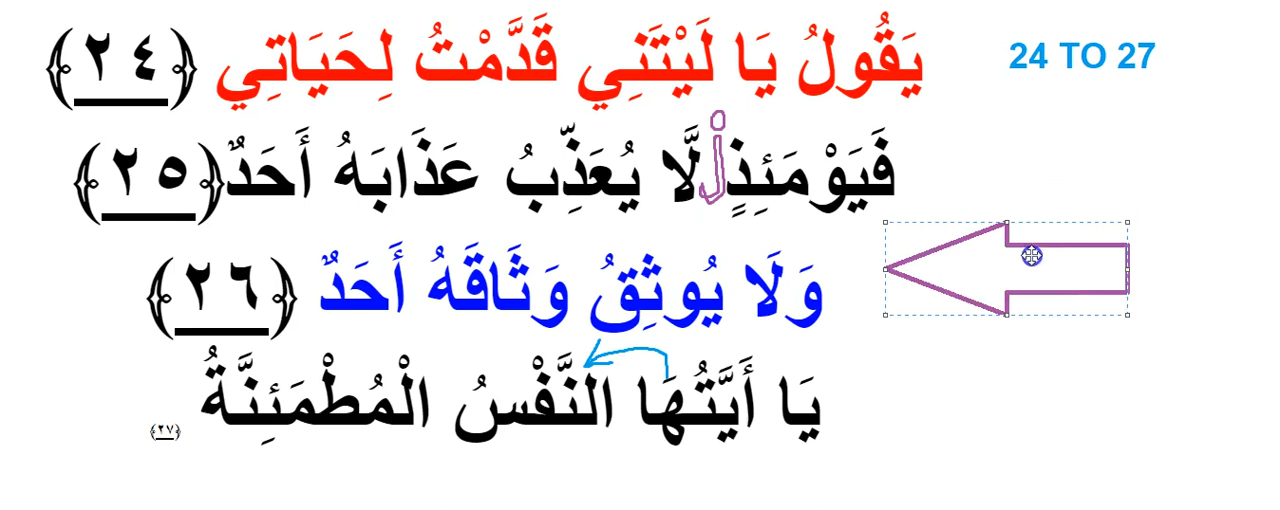 يَقُولُ يَا لَيْتَنِي قَدَّمْتُ لِحَيَاتِي ﴿٢٤﴾
24 TO 27
فَيَوْمَئِذٍ لَّا يُعَذِّبُ عَذَابَهُ أَحَدٌ ﴿٢٥﴾
وَلَا يُوثِقُ وَثَاقَهُ أَحَدٌ ﴿٢٦﴾
يَا أَيَّتُهَا النَّفْسُ الْمُطْمَئِنَّةُ ﴿٢٧﴾